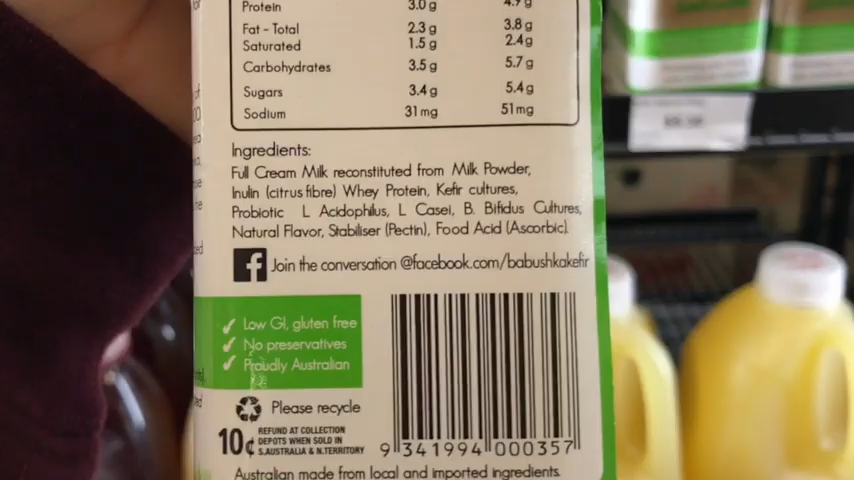 Protein 3.0 g 4.9 g
Fat - Total 2.3 g 3.8 g
Saturated 1.5 g 2.4g
Carbohydrates 3.5 g 5.7 g
Sugars 3.4 g 5.4 g
Sodium 31 mg 51 mg
Ingredients:
Full Cream Milk reconstituted from Milk Powder,
Inulin (citrus fibre) Whey Protein, Kefir cultures,
Probiotic L Acidophilus, L Casei, B. Bifidus Cultures,
Natural Flavor, Stabiliser (Pectin), Food Acid (Ascorbic).
f Join the conversation @facebook.com/babushkakefir
✓ Low GI, gluten free
✓ No preservatives
✓ Proudly Australian
Please recycle
10¢ REFUND AT COLLECTION
DEPOTS WHEN SOLD IN
S.AUSTRALIA & N.TERRITORY
9 341994 000357
Australian made from local and imported ingredients.